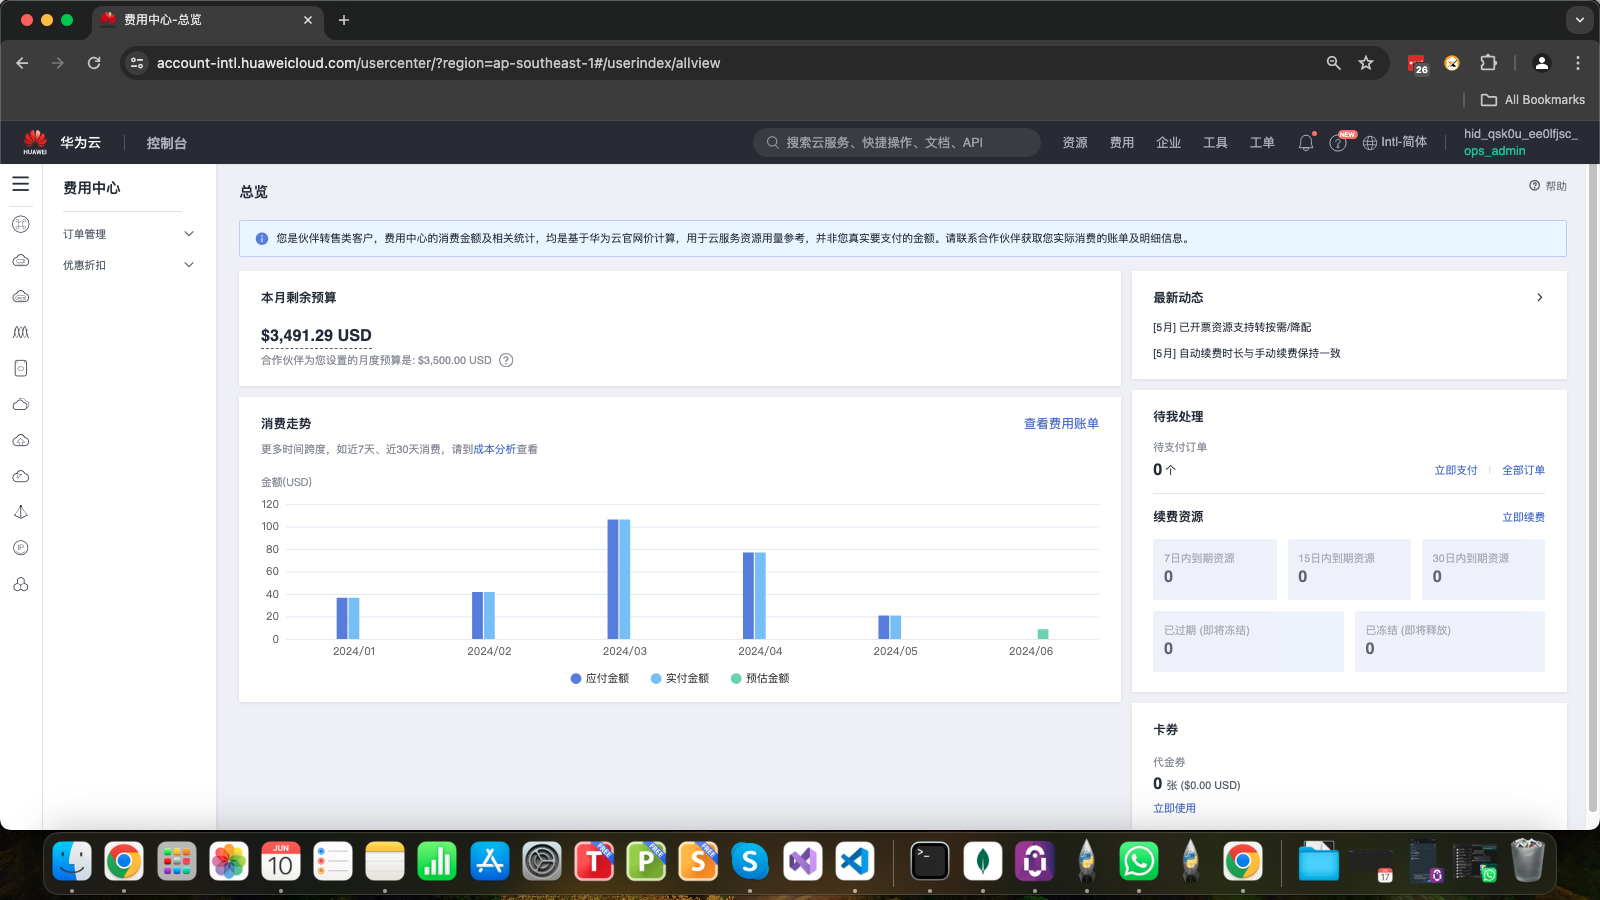 费用中心-总览
account-intl.huaweicloud.com/usercenter/?region=ap-southeast-1#/userindex/allview
26
All Bookmarks
HUAWEI
华为云
控制台
搜索云服务、快捷操作、文档、API
资源
费用
企业
工具
工单
NEW
Intl-简体
hid_qsk0u_ee0lfjsc_
ops_admin
费用中心
订单管理
优惠折扣
IP
总览
帮助
您是伙伴转售类客户，费用中心的消费金额及相关统计，均是基于华为云官网价计算，用于云服务资源用量参考，并非您真实要支付的金额。请联系合作伙伴获取您实际消费的账单及明细信息。
本月剩余预算
$3,491.29 USD
合作伙伴为您设置的月度预算是: $3,500.00 USD
消费走势
查看费用账单
更多时间跨度，如近7天、近30天消费，请到成本分析查看
金额(USD)
120
100
80
60
40
20
0
2024/01
2024/02
2024/03
2024/04
2024/05
2024/06
应付金额
实付金额
预估金额
最新动态
[5月] 已开票资源支持转按需/降配
[5月] 自动续费时长与手动续费保持一致
待我处理
待支付订单
0 个
立即支付
全部订单
续费资源
立即续费
7日内到期资源
0
15日内到期资源
0
30日内到期资源
0
已过期 (即将冻结)
0
已冻结 (即将释放)
0
卡券
代金券
0 张 ($0.00 USD)
立即使用
JUN
10
T
FREE
P
FREE
S
FREE
S
>_
17